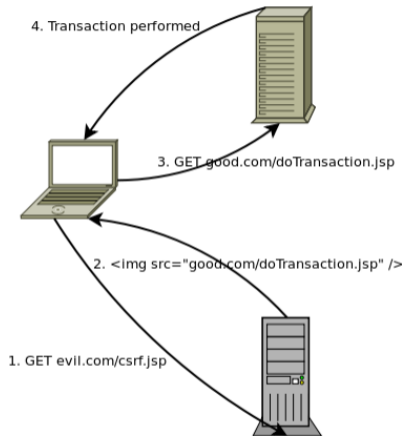 4. Transaction performed
3. GET good.com/doTransaction.jsp
2. <img src="good.com/doTransaction.jsp" />
1. GET evil.com/csrf.jsp